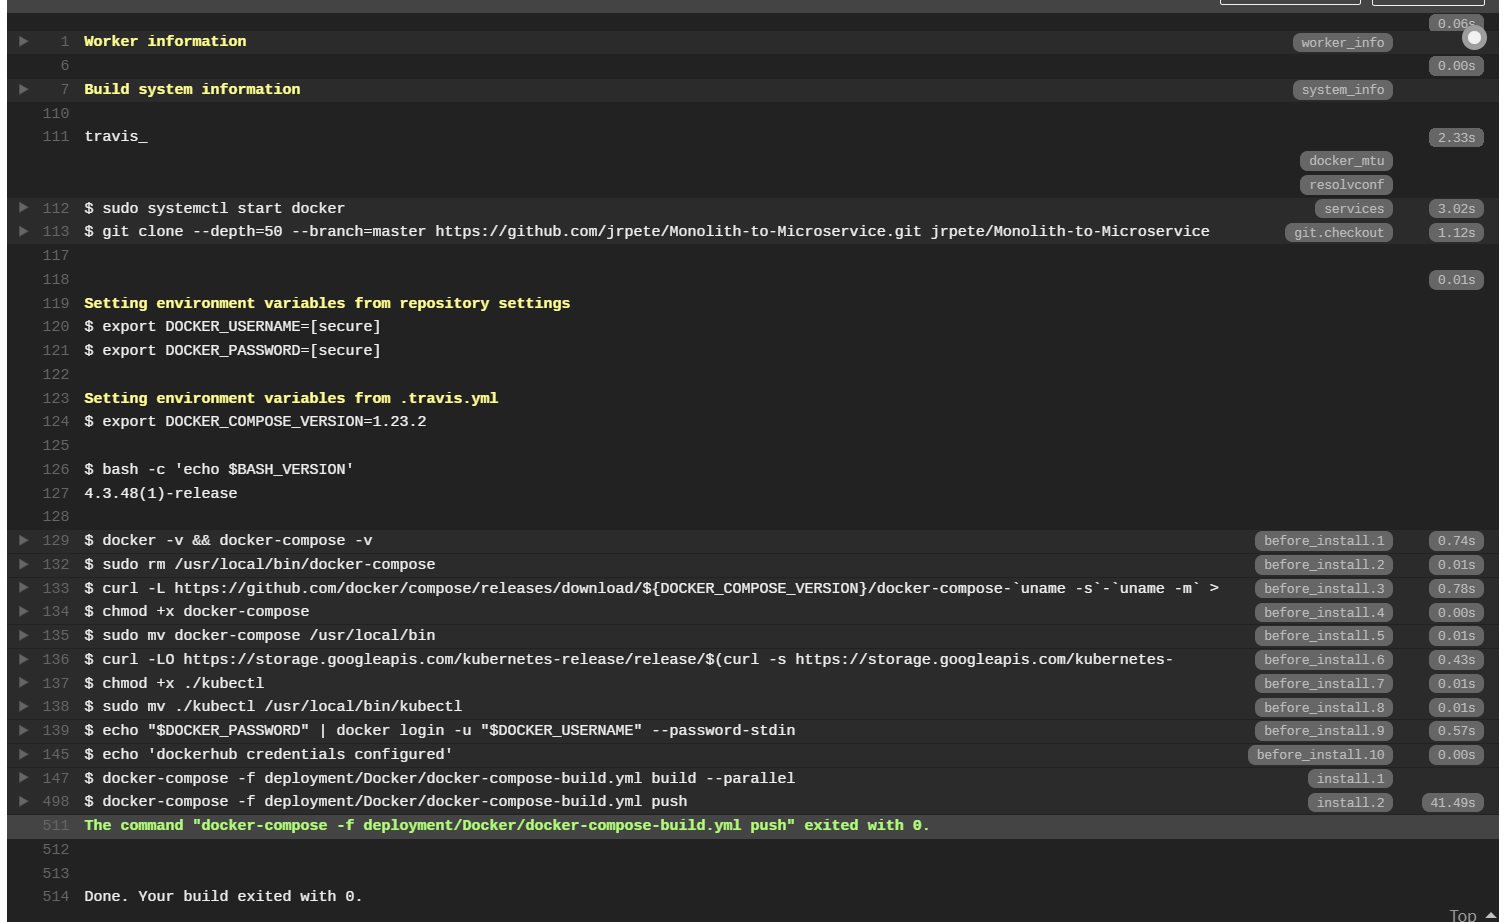 0.06s
1 Worker information worker_info
6 0.00s
7 Build system information system_info
110
111 travis_ 2.33s
docker_mtu
resolvconf
112 $ sudo systemctl start docker services 3.02s
113 $ git clone --depth=50 --branch=master https://github.com/jrpete/Monolith-to-Microservice.git jrpete/Monolith-to-Microservice git.checkout 1.12s
117
118 0.01s
119 Setting environment variables from repository settings
120 $ export DOCKER_USERNAME=[secure]
121 $ export DOCKER_PASSWORD=[secure]
122
123 Setting environment variables from .travis.yml
124 $ export DOCKER_COMPOSE_VERSION=1.23.2
125
126 $ bash -c 'echo $BASH_VERSION'
127 4.3.48(1)-release
128
129 $ docker -v && docker-compose -v before_install.1 0.74s
132 $ sudo rm /usr/local/bin/docker-compose before_install.2 0.01s
133 $ curl -L https://github.com/docker/compose/releases/download/${DOCKER_COMPOSE_VERSION}/docker-compose-`uname -s`-`uname -m` > before_install.3 0.78s
134 $ chmod +x docker-compose before_install.4 0.00s
135 $ sudo mv docker-compose /usr/local/bin before_install.5 0.01s
136 $ curl -LO https://storage.googleapis.com/kubernetes-release/release/$(curl -s https://storage.googleapis.com/kubernetes- before_install.6 0.43s
137 $ chmod +x ./kubectl before_install.7 0.01s
138 $ sudo mv ./kubectl /usr/local/bin/kubectl before_install.8 0.01s
139 $ echo "$DOCKER_PASSWORD" | docker login -u "$DOCKER_USERNAME" --password-stdin before_install.9 0.57s
145 $ echo 'dockerhub credentials configured' before_install.10 0.00s
147 $ docker-compose -f deployment/Docker/docker-compose-build.yml build --parallel install.1
498 $ docker-compose -f deployment/Docker/docker-compose-build.yml push install.2 41.49s
511 The command "docker-compose -f deployment/Docker/docker-compose-build.yml push" exited with 0.
512
513
514 Done. Your build exited with 0.
Top